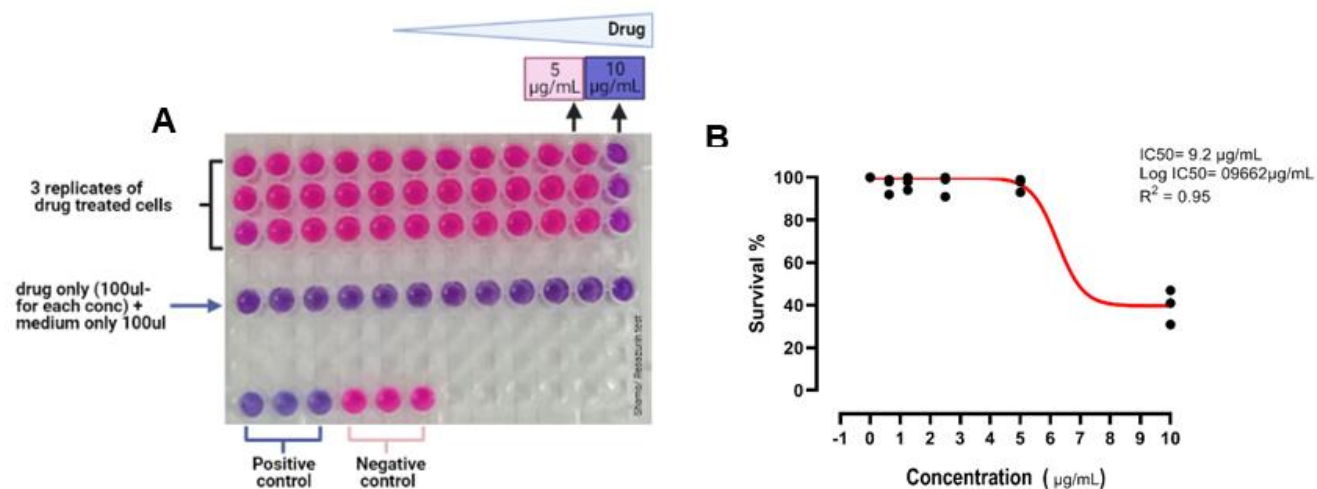 Drug
5
µg/mL
10
µg/mL
A
3 replicates of
drug treated cells
drug only (100ul-
for each conc) +
medium only 100ul
Shama/ Resazurin test
Positive
control
Negative
control
B
IC50= 9.2 µg/mL
Log IC50= 09662µg/mL
R² = 0.95
Survival %
100
80
60
40
20
0
-1 0 1 2 3 4 5 6 7 8 9 10
Concentration ( µg/mL)